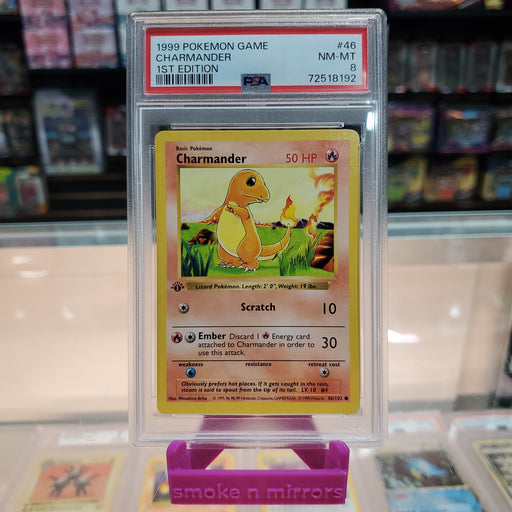 1999 POKEMON GAME #46
CHARMANDER NM-MT
1ST EDITION 8
PSA 72518192
Basic Pokémon
Charmander 50 HP
Lizard Pokémon. Length: 2' 0", Weight: 19 lbs.
Scratch 10
Ember Discard 1 Energy card
attached to Charmander in order to
use this attack. 30
weakness resistance retreat cost
Obviously prefers hot places. If it gets caught in the rain,
steam is said to spout from the tip of its tail. LV. 10 #4
Illus. Mitsuhiro Arita
46/102
smoke n mirrors